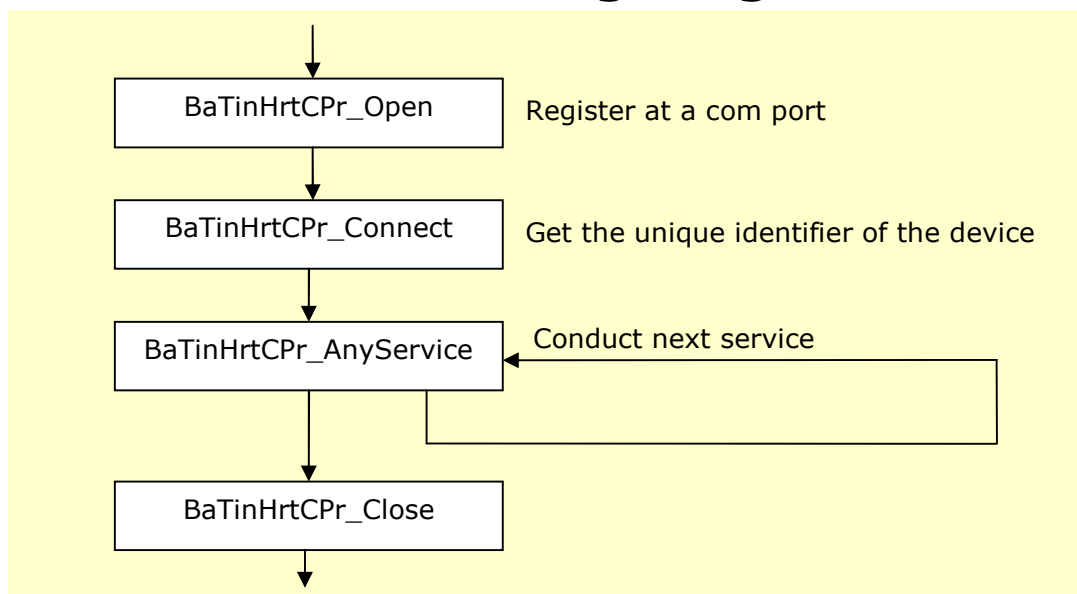 BaTinHrtCPr_Open
Register at a com port
BaTinHrtCPr_Connect
Get the unique identifier of the device
BaTinHrtCPr_AnyService
Conduct next service
BaTinHrtCPr_Close